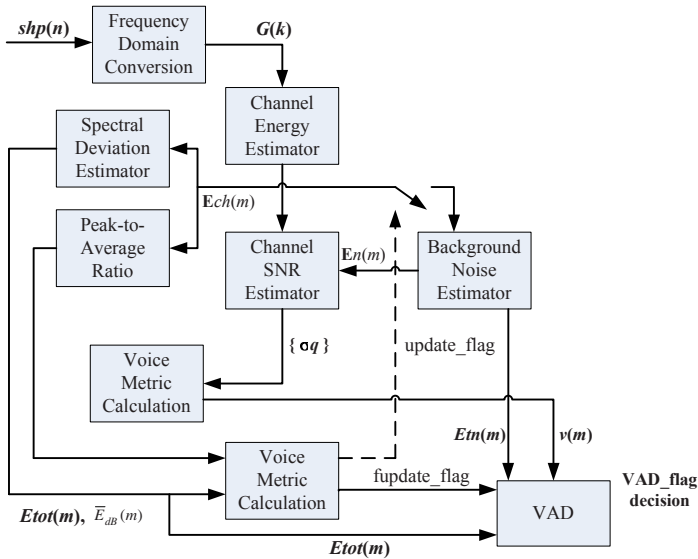 shp(n)
Frequency
Domain
Conversion
G(k)
Channel
Energy
Estimator
Spectral
Deviation
Estimator
Ech(m)
Peak-to-
Average
Ratio
Channel
SNR
Estimator
En(m)
Background
Noise
Estimator
{ σq }
update_flag
Voice
Metric
Calculation
Etn(m)
v(m)
Voice
Metric
Calculation
fupdate_flag
VAD
VAD_flag
decision
Etot(m), E̅dB(m)
Etot(m)